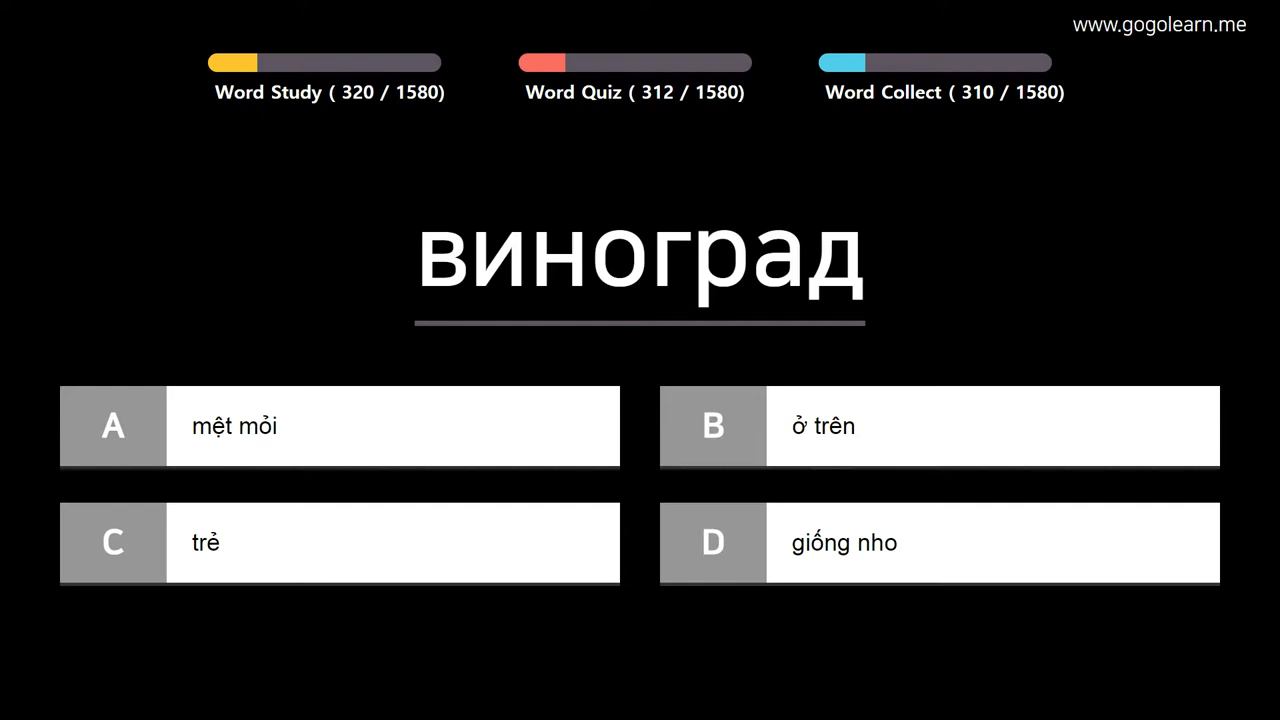 www.gogolearn.me
Word Study ( 320 / 1580)
Word Quiz ( 312 / 1580)
Word Collect ( 310 / 1580)
виноград
A mệt mỏi
B ở trên
C trẻ
D giống nho